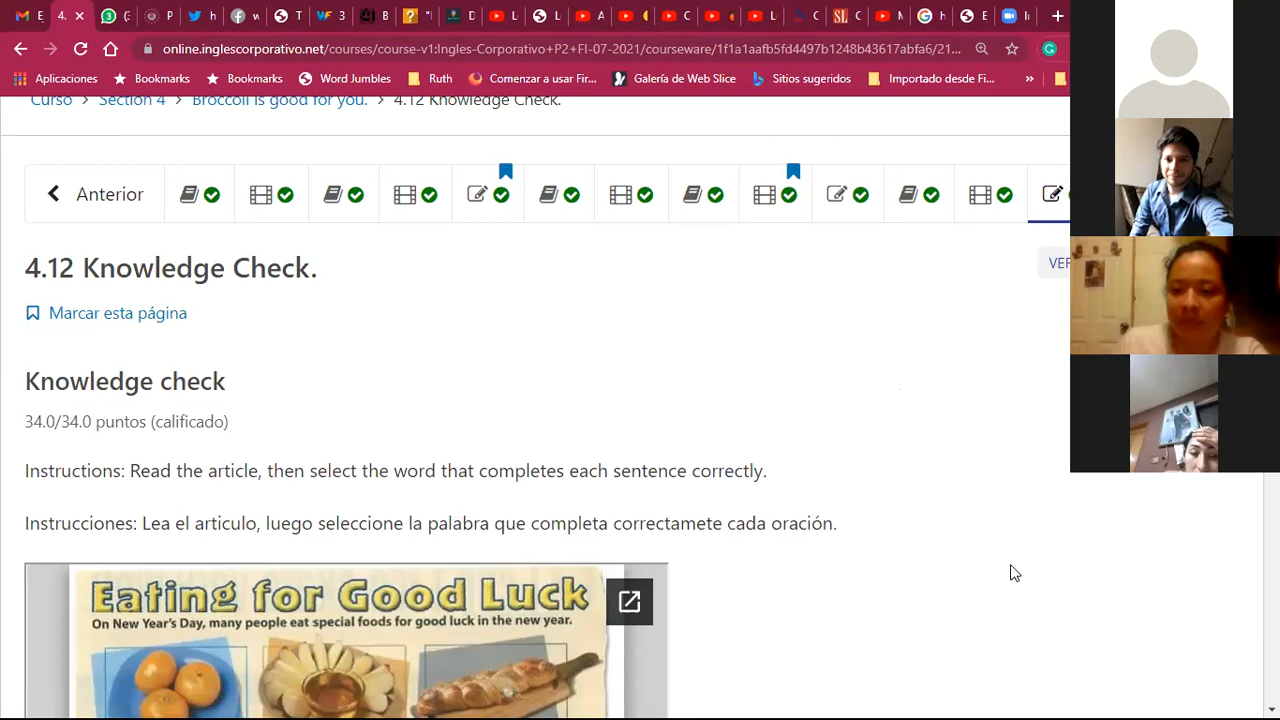 online.inglescorporativo.net/courses/course-v1:Ingles-Corporativo+P2+FI-07-2021/courseware/1f1a1aafb5fd4497b1248b43617abfa6/21...
Aplicaciones Bookmarks Bookmarks Word Jumbles Ruth Comenzar a usar Fir... Galería de Web Slice Sitios sugeridos Importado desde Fi... »
Curso > Section 4 > Broccoli is good for you. > 4.12 Knowledge Check.
Anterior
4.12 Knowledge Check.
VER
Marcar esta página
Knowledge check
34.0/34.0 puntos (calificado)
Instructions: Read the article, then select the word that completes each sentence correctly.
Instrucciones: Lea el articulo, luego seleccione la palabra que completa correctamete cada oración.
Eating for Good Luck
On New Year's Day, many people eat special foods for good luck in the new year.